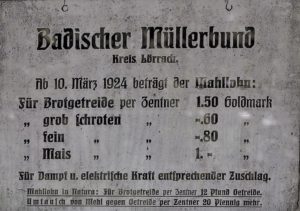 Badischer Müllerbund
Kreis Lörrach.
Ab 10. März 1924 beträgt der Mahllohn:
Für Brotgetreide per Zentner 1.50 Goldmark
„ grob schroten „ -.60 „
„ fein „ -.80 „
„ Mais „ 1.- „
Für Dampf u. elektrische Kraft entsprechender Zuschlag.
Mahllohn in Natura: Für Brotgetreide per Zentner 12 Pfund Getreide.
Umtausch von Mehl gegen Getreide per Zentner 20 Pfennig mehr.